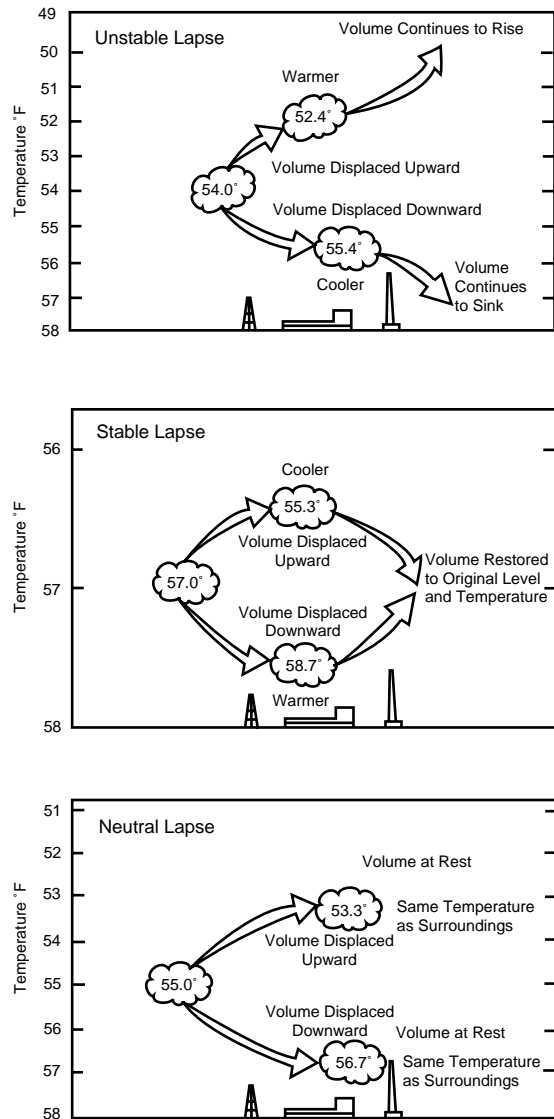 Unstable Lapse
Temperature ˚F
49
50
51
52
53
54
55
56
57
58
Volume Continues to Rise
Warmer
52.4˚
54.0˚
Volume Displaced Upward
Volume Displaced Downward
55.4˚
Cooler
Volume
Continues
to Sink
Stable Lapse
Temperature ˚F
56
57
58
Cooler
55.3˚
Volume Displaced
Upward
57.0˚
Volume Restored
to Original Level
and Temperature
Volume Displaced
Downward
58.7˚
Warmer
Neutral Lapse
Temperature ˚F
51
52
53
54
55
56
57
58
Volume at Rest
53.3˚
Same Temperature
as Surroundings
Volume Displaced
Upward
55.0˚
Volume Displaced
Downward
Volume at Rest
56.7˚
Same Temperature
as Surroundings